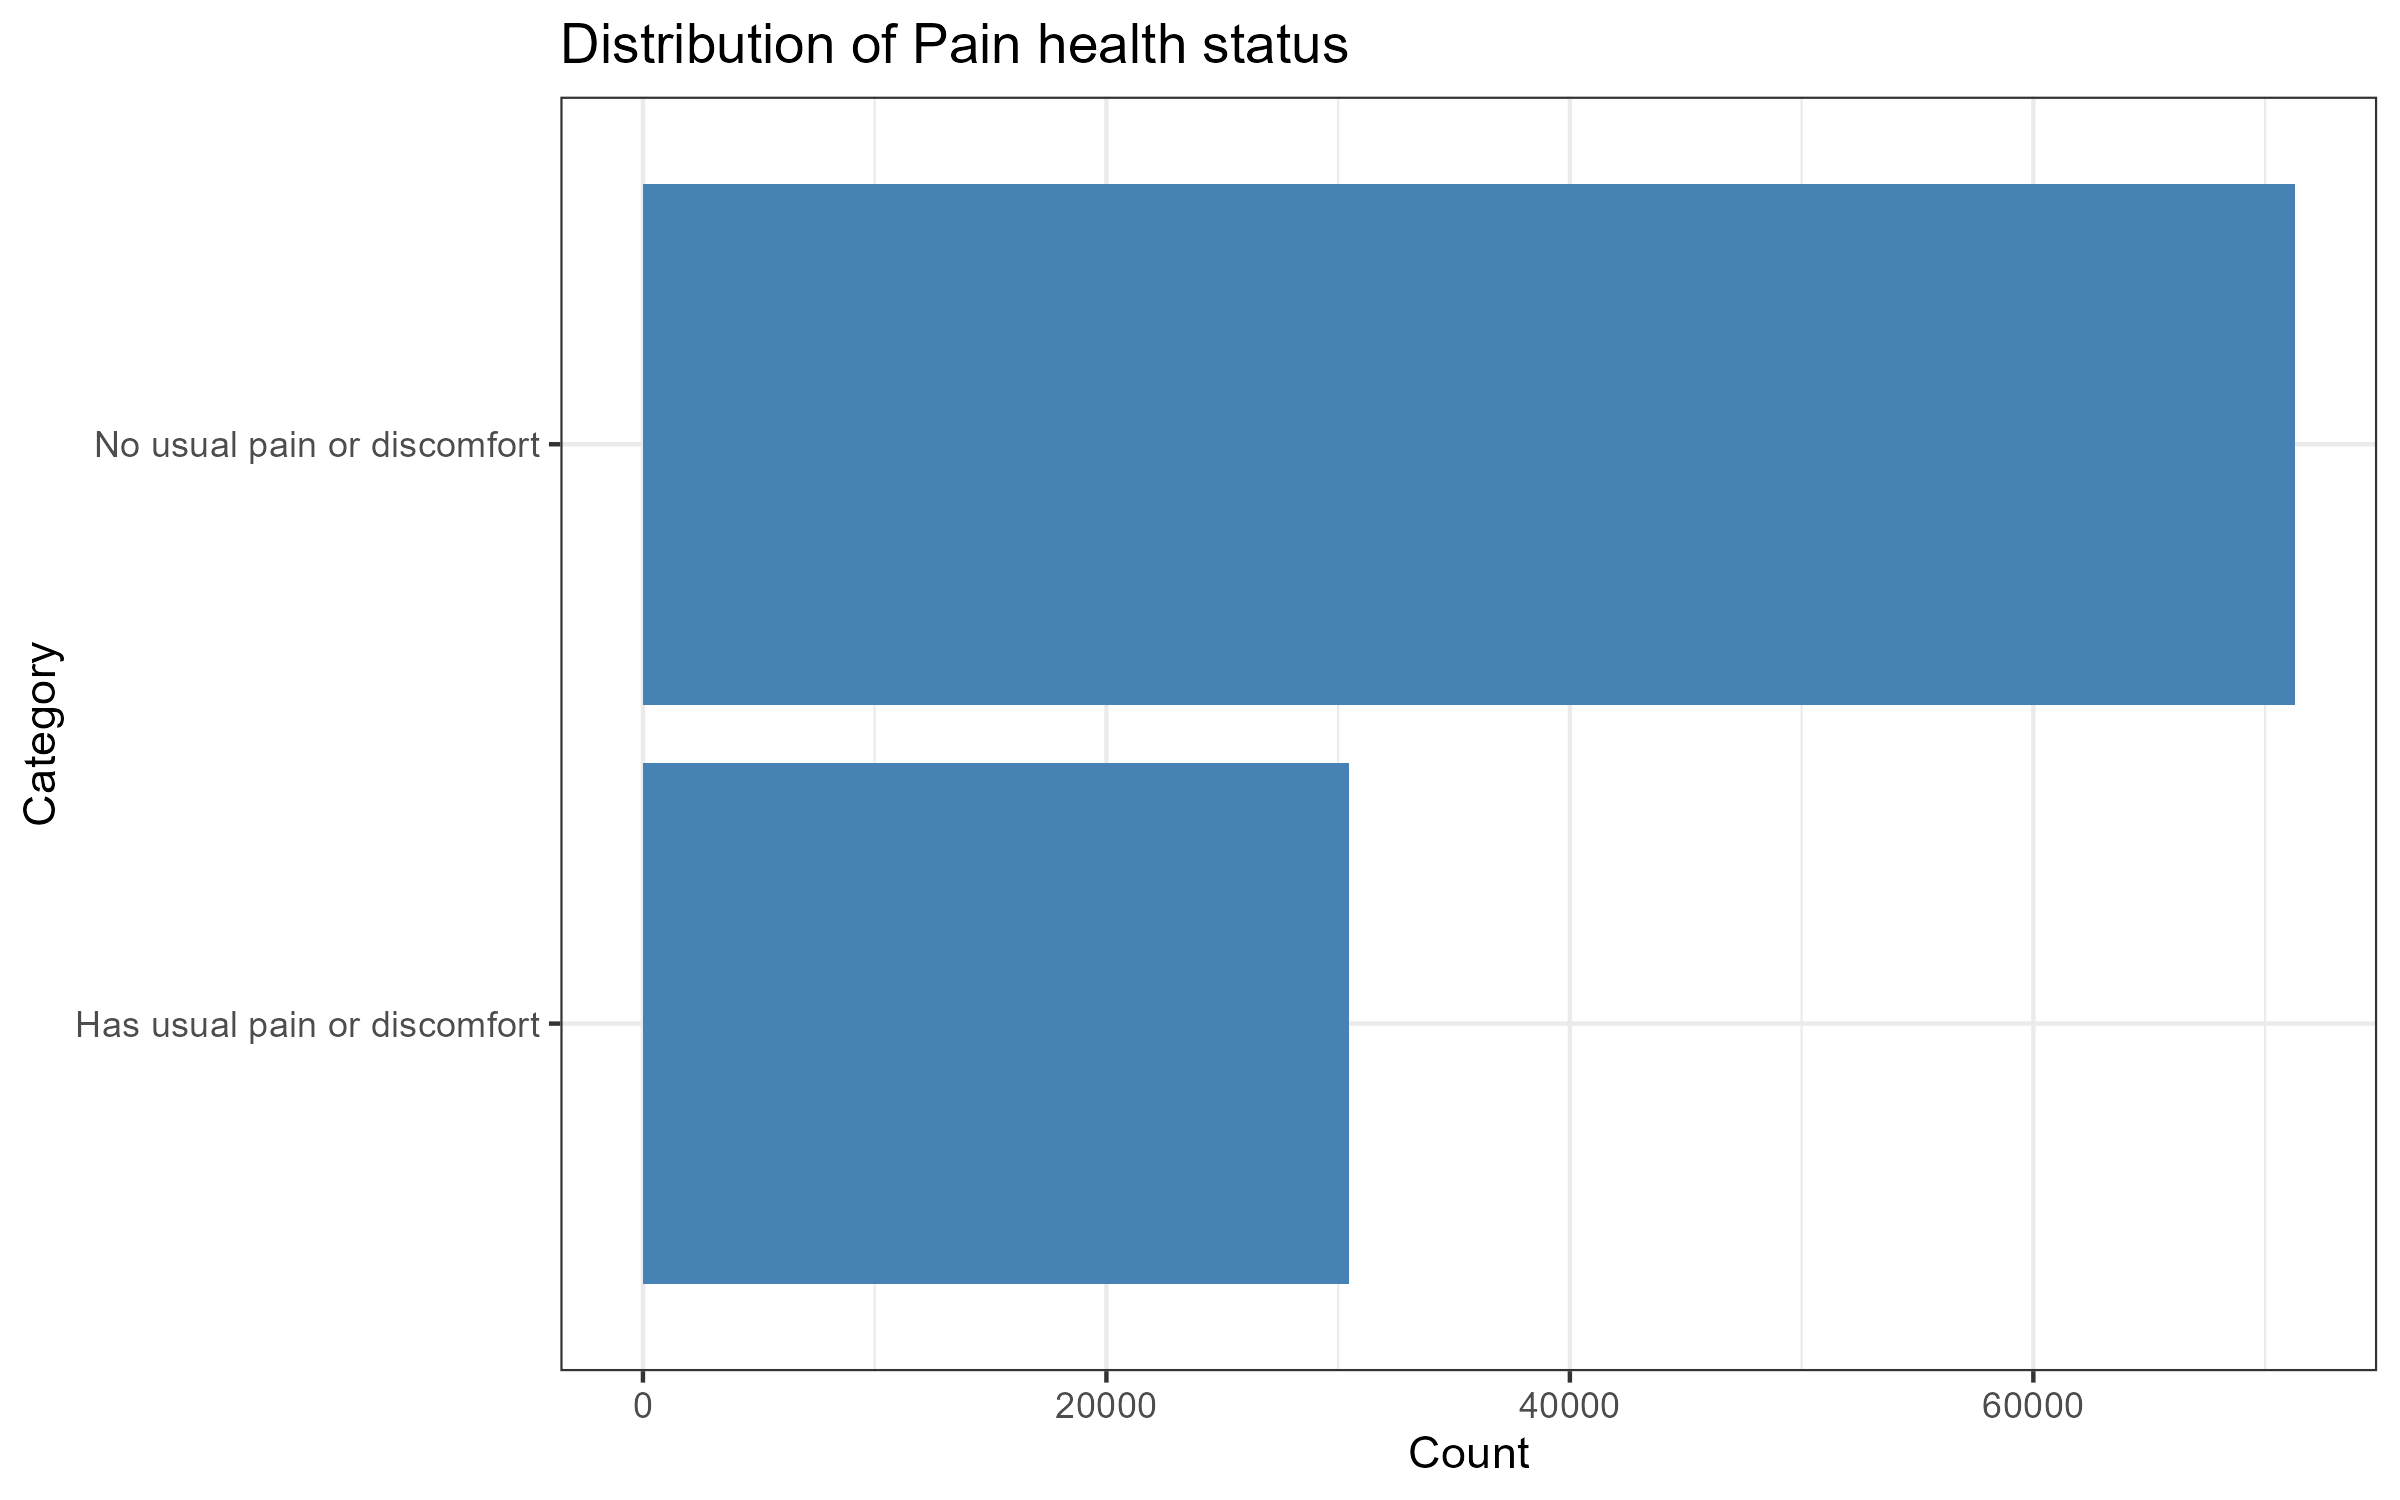 Distribution of Pain health status
No usual pain or discomfort
Category
Has usual pain or discomfort
0 20000 40000 60000
Count